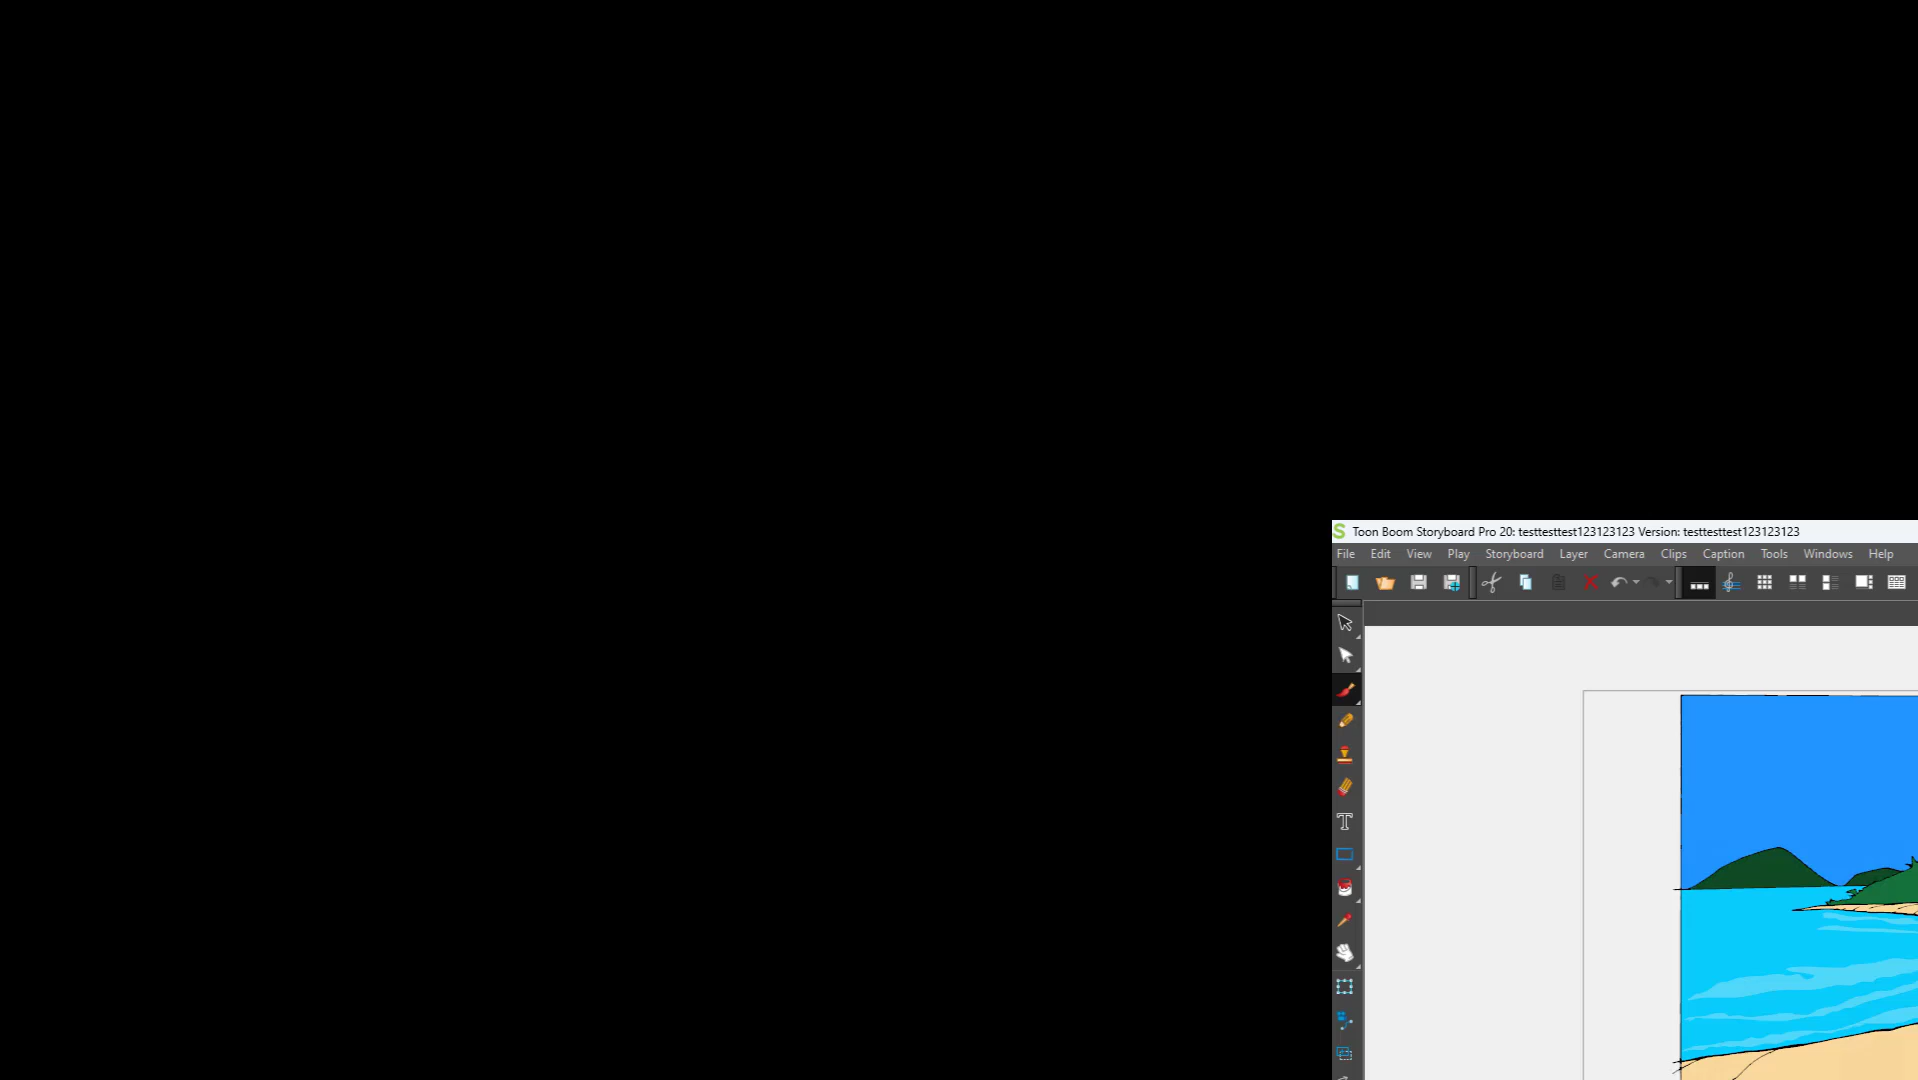 Toon Boom Storyboard Pro 20: testtesttest123123123 Version: testtesttest123123123
File Edit View Play Storyboard Layer Camera Clips Caption Tools Windows Help